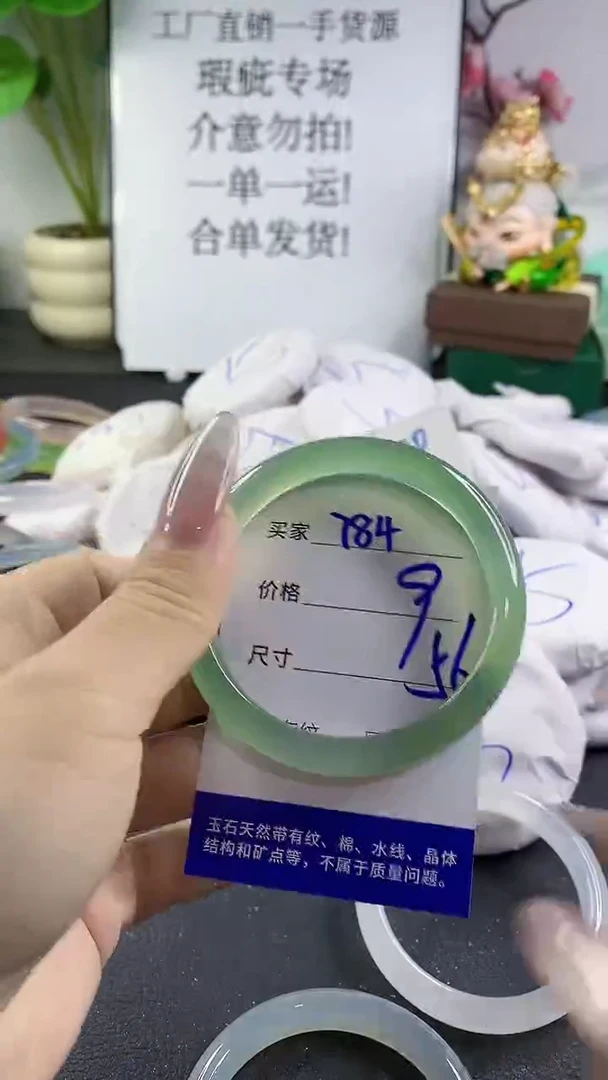 工厂直销一手货源
瑕疵专场
介意勿拍!
一单一运!
合单发货!
买家 784
价格 9
尺寸 56
玉石天然带有纹、棉、水线、晶体
结构和矿点等，不属于质量问题。